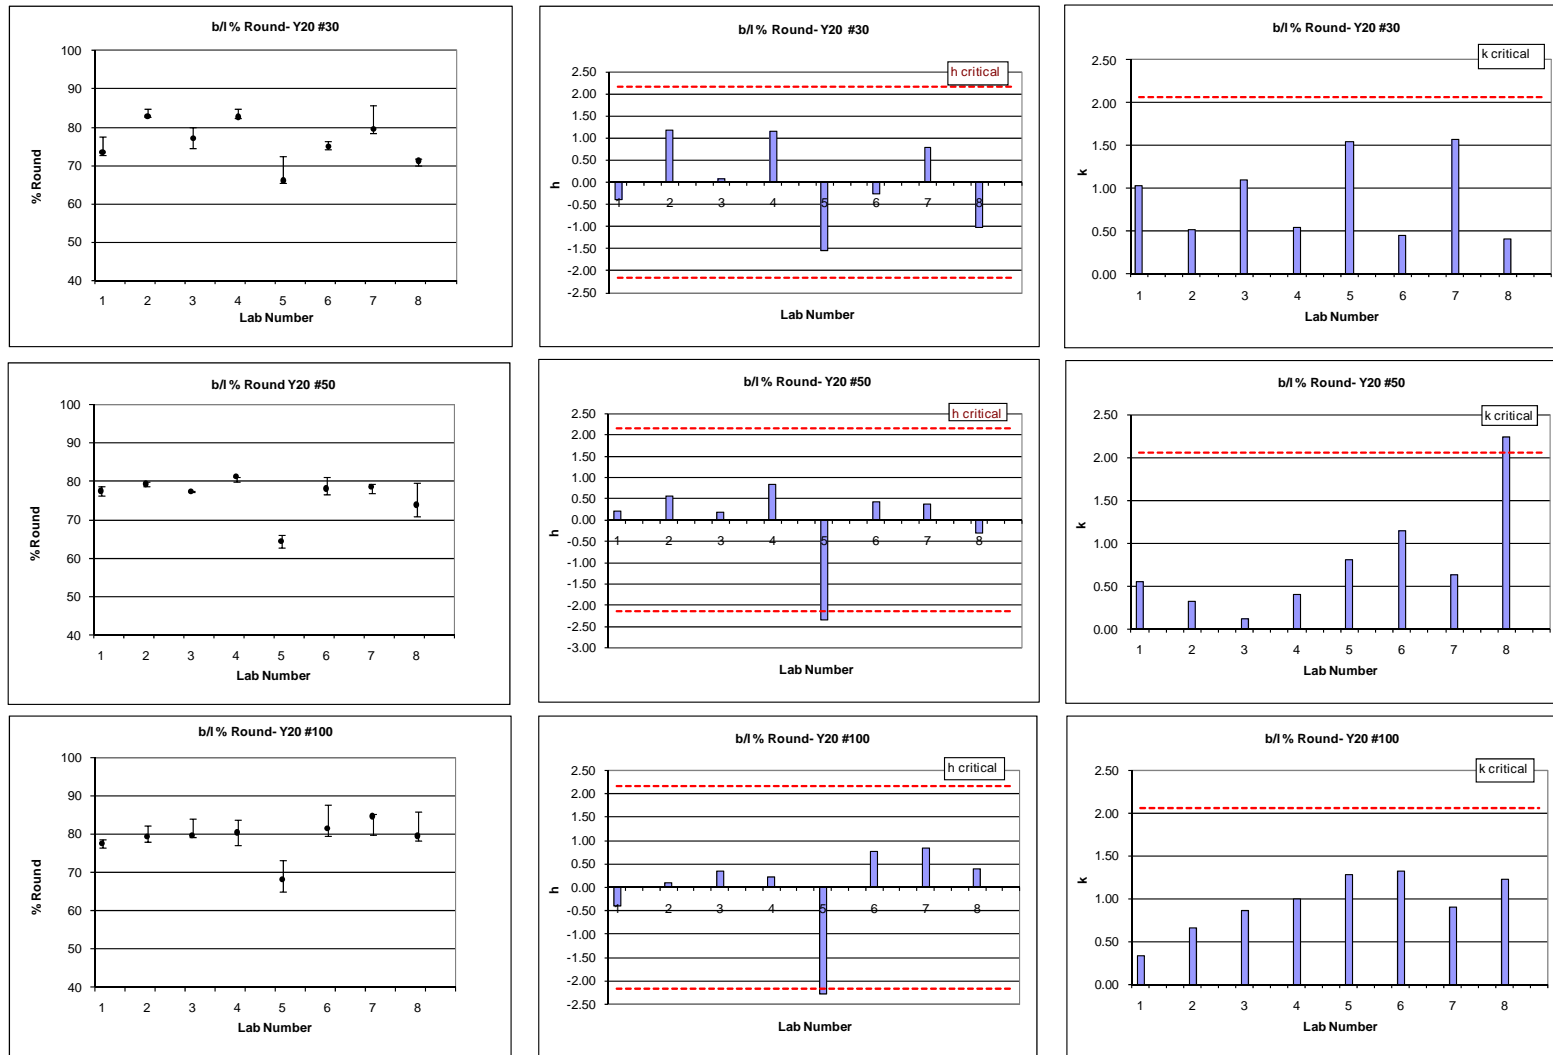 b/l % Round- Y20 #30
100
90
80
70
60
50
40
% Round
1 2 3 4 5 6 7 8
Lab Number
b/l % Round- Y20 #30
h critical
2.50
2.00
1.50
1.00
0.50
0.00
-0.50
-1.00
-1.50
-2.00
-2.50
h
1 2 3 4 5 6 7 8
Lab Number
b/l % Round- Y20 #30
k critical
2.50
2.00
1.50
1.00
0.50
0.00
k
1 2 3 4 5 6 7 8
Lab Number
b/l % Round Y20 #50
100
90
80
70
60
50
40
% Round
1 2 3 4 5 6 7 8
Lab Number
b/l % Round- Y20 #50
h critical
2.50
2.00
1.50
1.00
0.50
0.00
-0.50
-1.00
-1.50
-2.00
-2.50
-3.00
h
1 2 3 4 5 6 7 8
Lab Number
b/l % Round- Y20 #50
k critical
2.50
2.00
1.50
1.00
0.50
0.00
k
1 2 3 4 5 6 7 8
Lab Number
b/l % Round- Y20 #100
100
90
80
70
60
50
40
% Round
1 2 3 4 5 6 7 8
Lab Number
b/l % Round- Y20 #100
h critical
2.50
2.00
1.50
1.00
0.50
0.00
-0.50
-1.00
-1.50
-2.00
-2.50
h
1 2 3 4 5 6 7 8
Lab Number
b/l % Round- Y20 #100
k critical
2.50
2.00
1.50
1.00
0.50
0.00
k
1 2 3 4 5 6 7 8
Lab Number